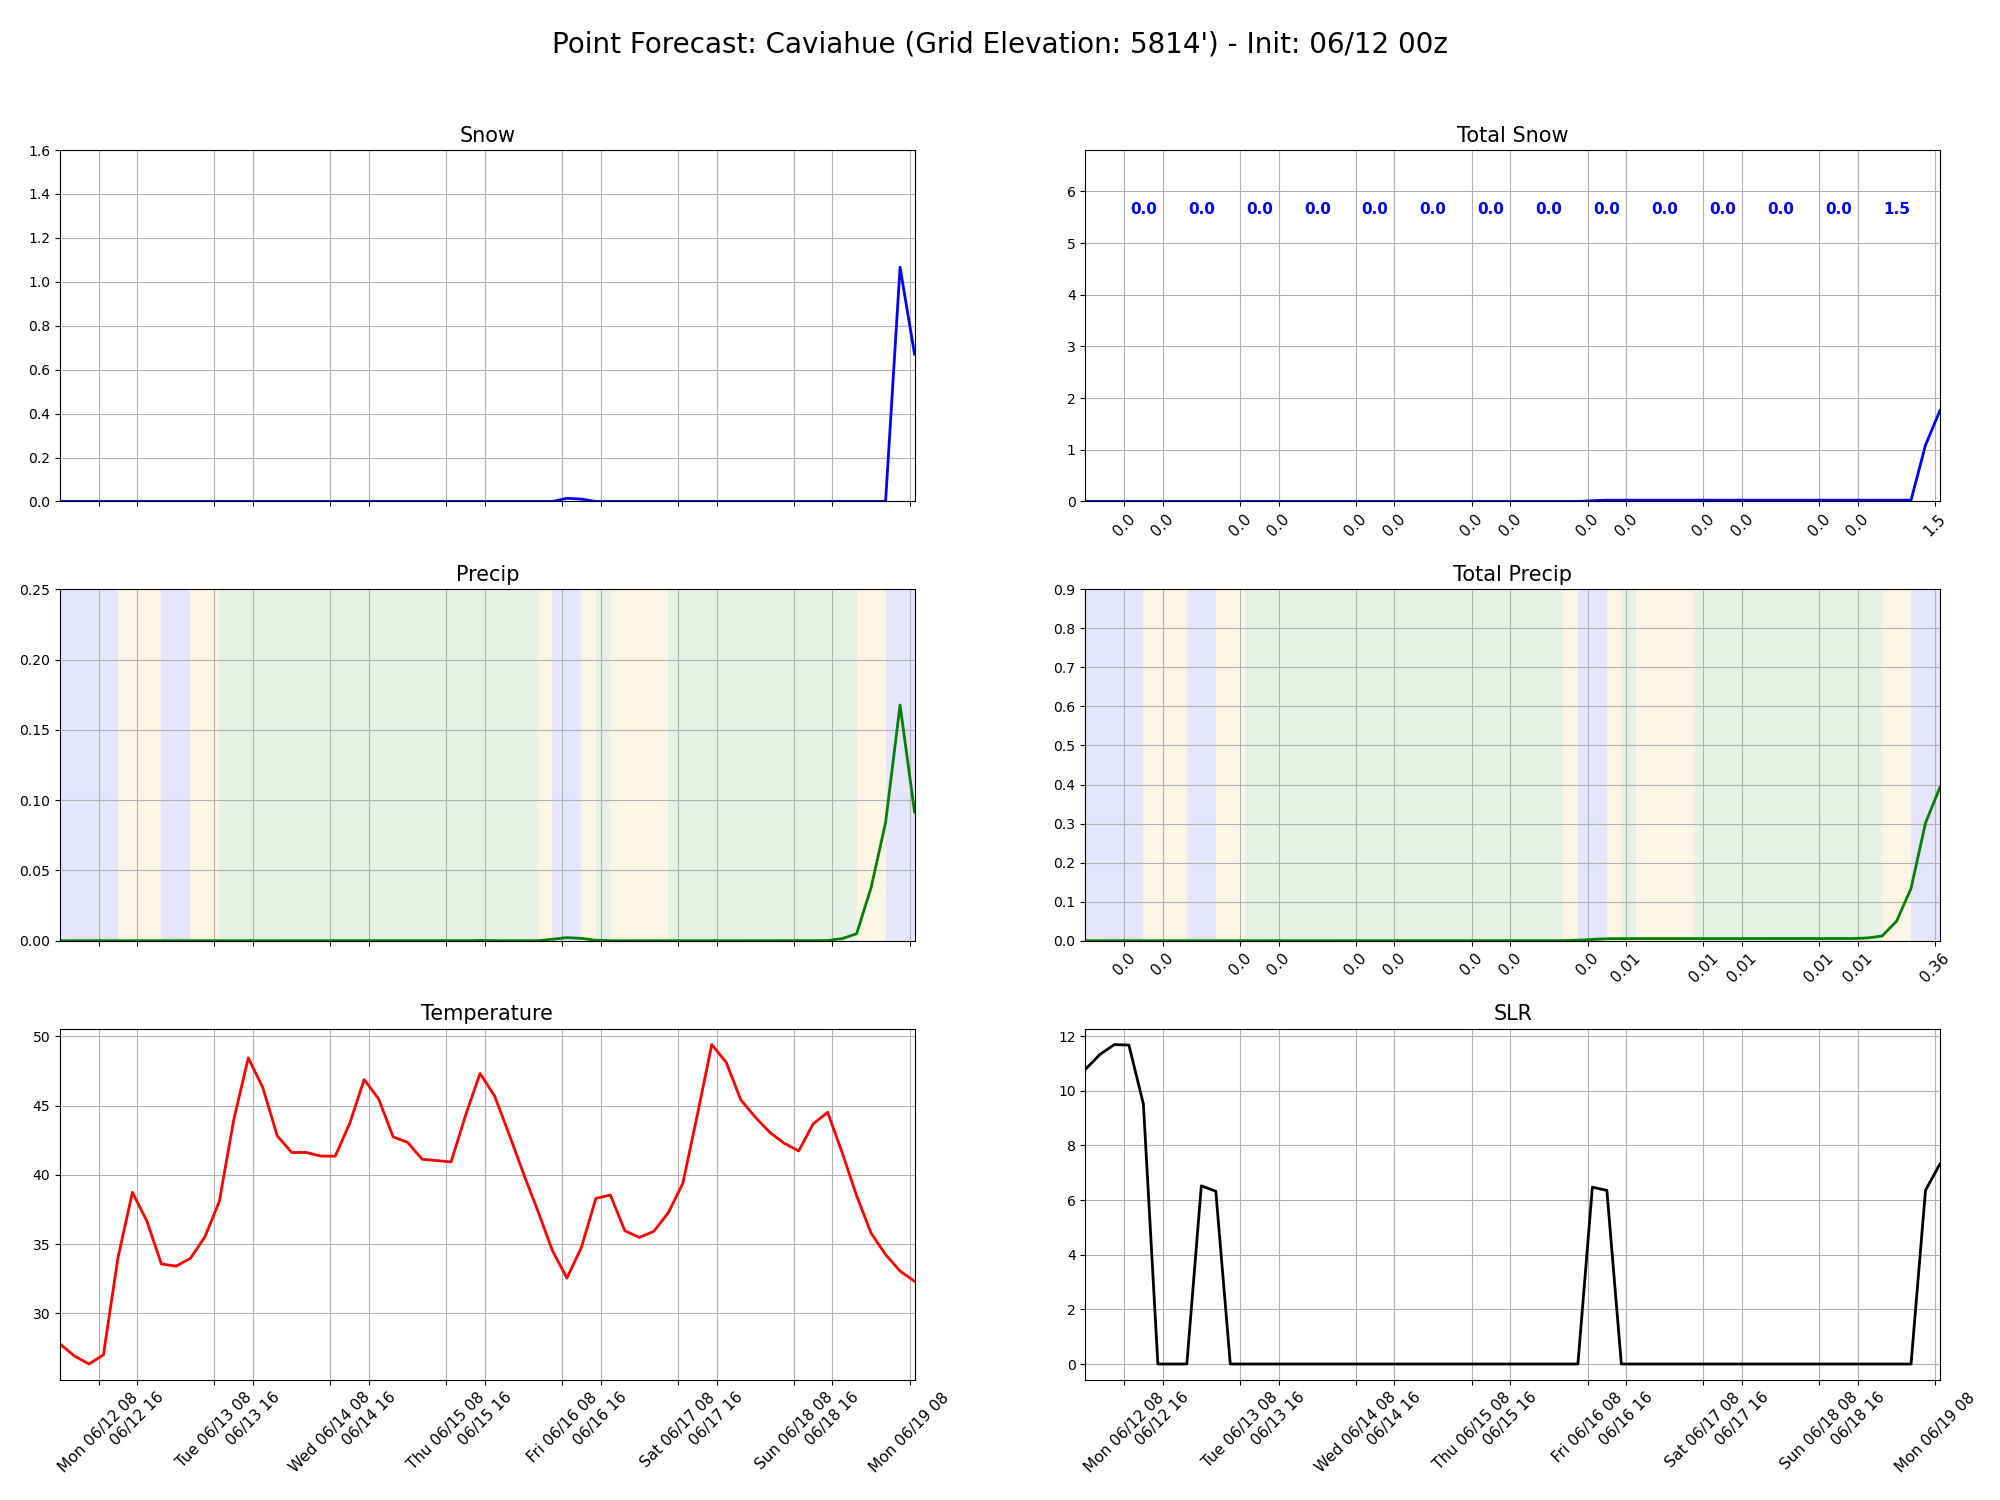 Point Forecast: Caviahue (Grid Elevation: 5814') - Init: 06/12 00z
Snow
1.6
1.4
1.2
1.0
0.8
0.6
0.4
0.2
0.0
Total Snow
6
5
4
3
2
1
0
0.0 0.0 0.0 0.0 0.0 0.0 0.0 0.0 0.0 0.0 0.0 0.0 0.0 1.5
0.0 0.0 0.0 0.0 0.0 0.0 0.0 0.0 0.0 0.0 0.0 0.0 0.0 0.0 1.5
Precip
0.25
0.20
0.15
0.10
0.05
0.00
Total Precip
0.9
0.8
0.7
0.6
0.5
0.4
0.3
0.2
0.1
0.0
0.0 0.0 0.0 0.0 0.0 0.0 0.0 0.0 0.0 0.01 0.01 0.01 0.01 0.01 0.36
Temperature
50
45
40
35
30
Mon 06/12 08
06/12 16
Tue 06/13 08
06/13 16
Wed 06/14 08
06/14 16
Thu 06/15 08
06/15 16
Fri 06/16 08
06/16 16
Sat 06/17 08
06/17 16
Sun 06/18 08
06/18 16
Mon 06/19 08
SLR
12
10
8
6
4
2
0
Mon 06/12 08
06/12 16
Tue 06/13 08
06/13 16
Wed 06/14 08
06/14 16
Thu 06/15 08
06/15 16
Fri 06/16 08
06/16 16
Sat 06/17 08
06/17 16
Sun 06/18 08
06/18 16
Mon 06/19 08